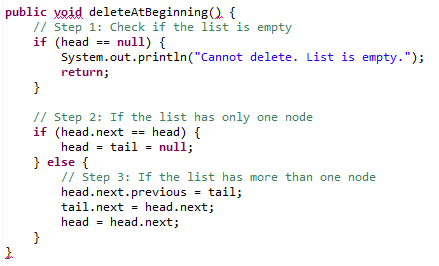 public void deleteAtBeginning() {
    // Step 1: Check if the list is empty
    if (head == null) {
        System.out.println("Cannot delete. List is empty.");
        return;
    }

    // Step 2: If the list has only one node
    if (head.next == head) {
        head = tail = null;
    } else {
        // Step 3: If the list has more than one node
        head.next.previous = tail;
        tail.next = head.next;
        head = head.next;
    }
}